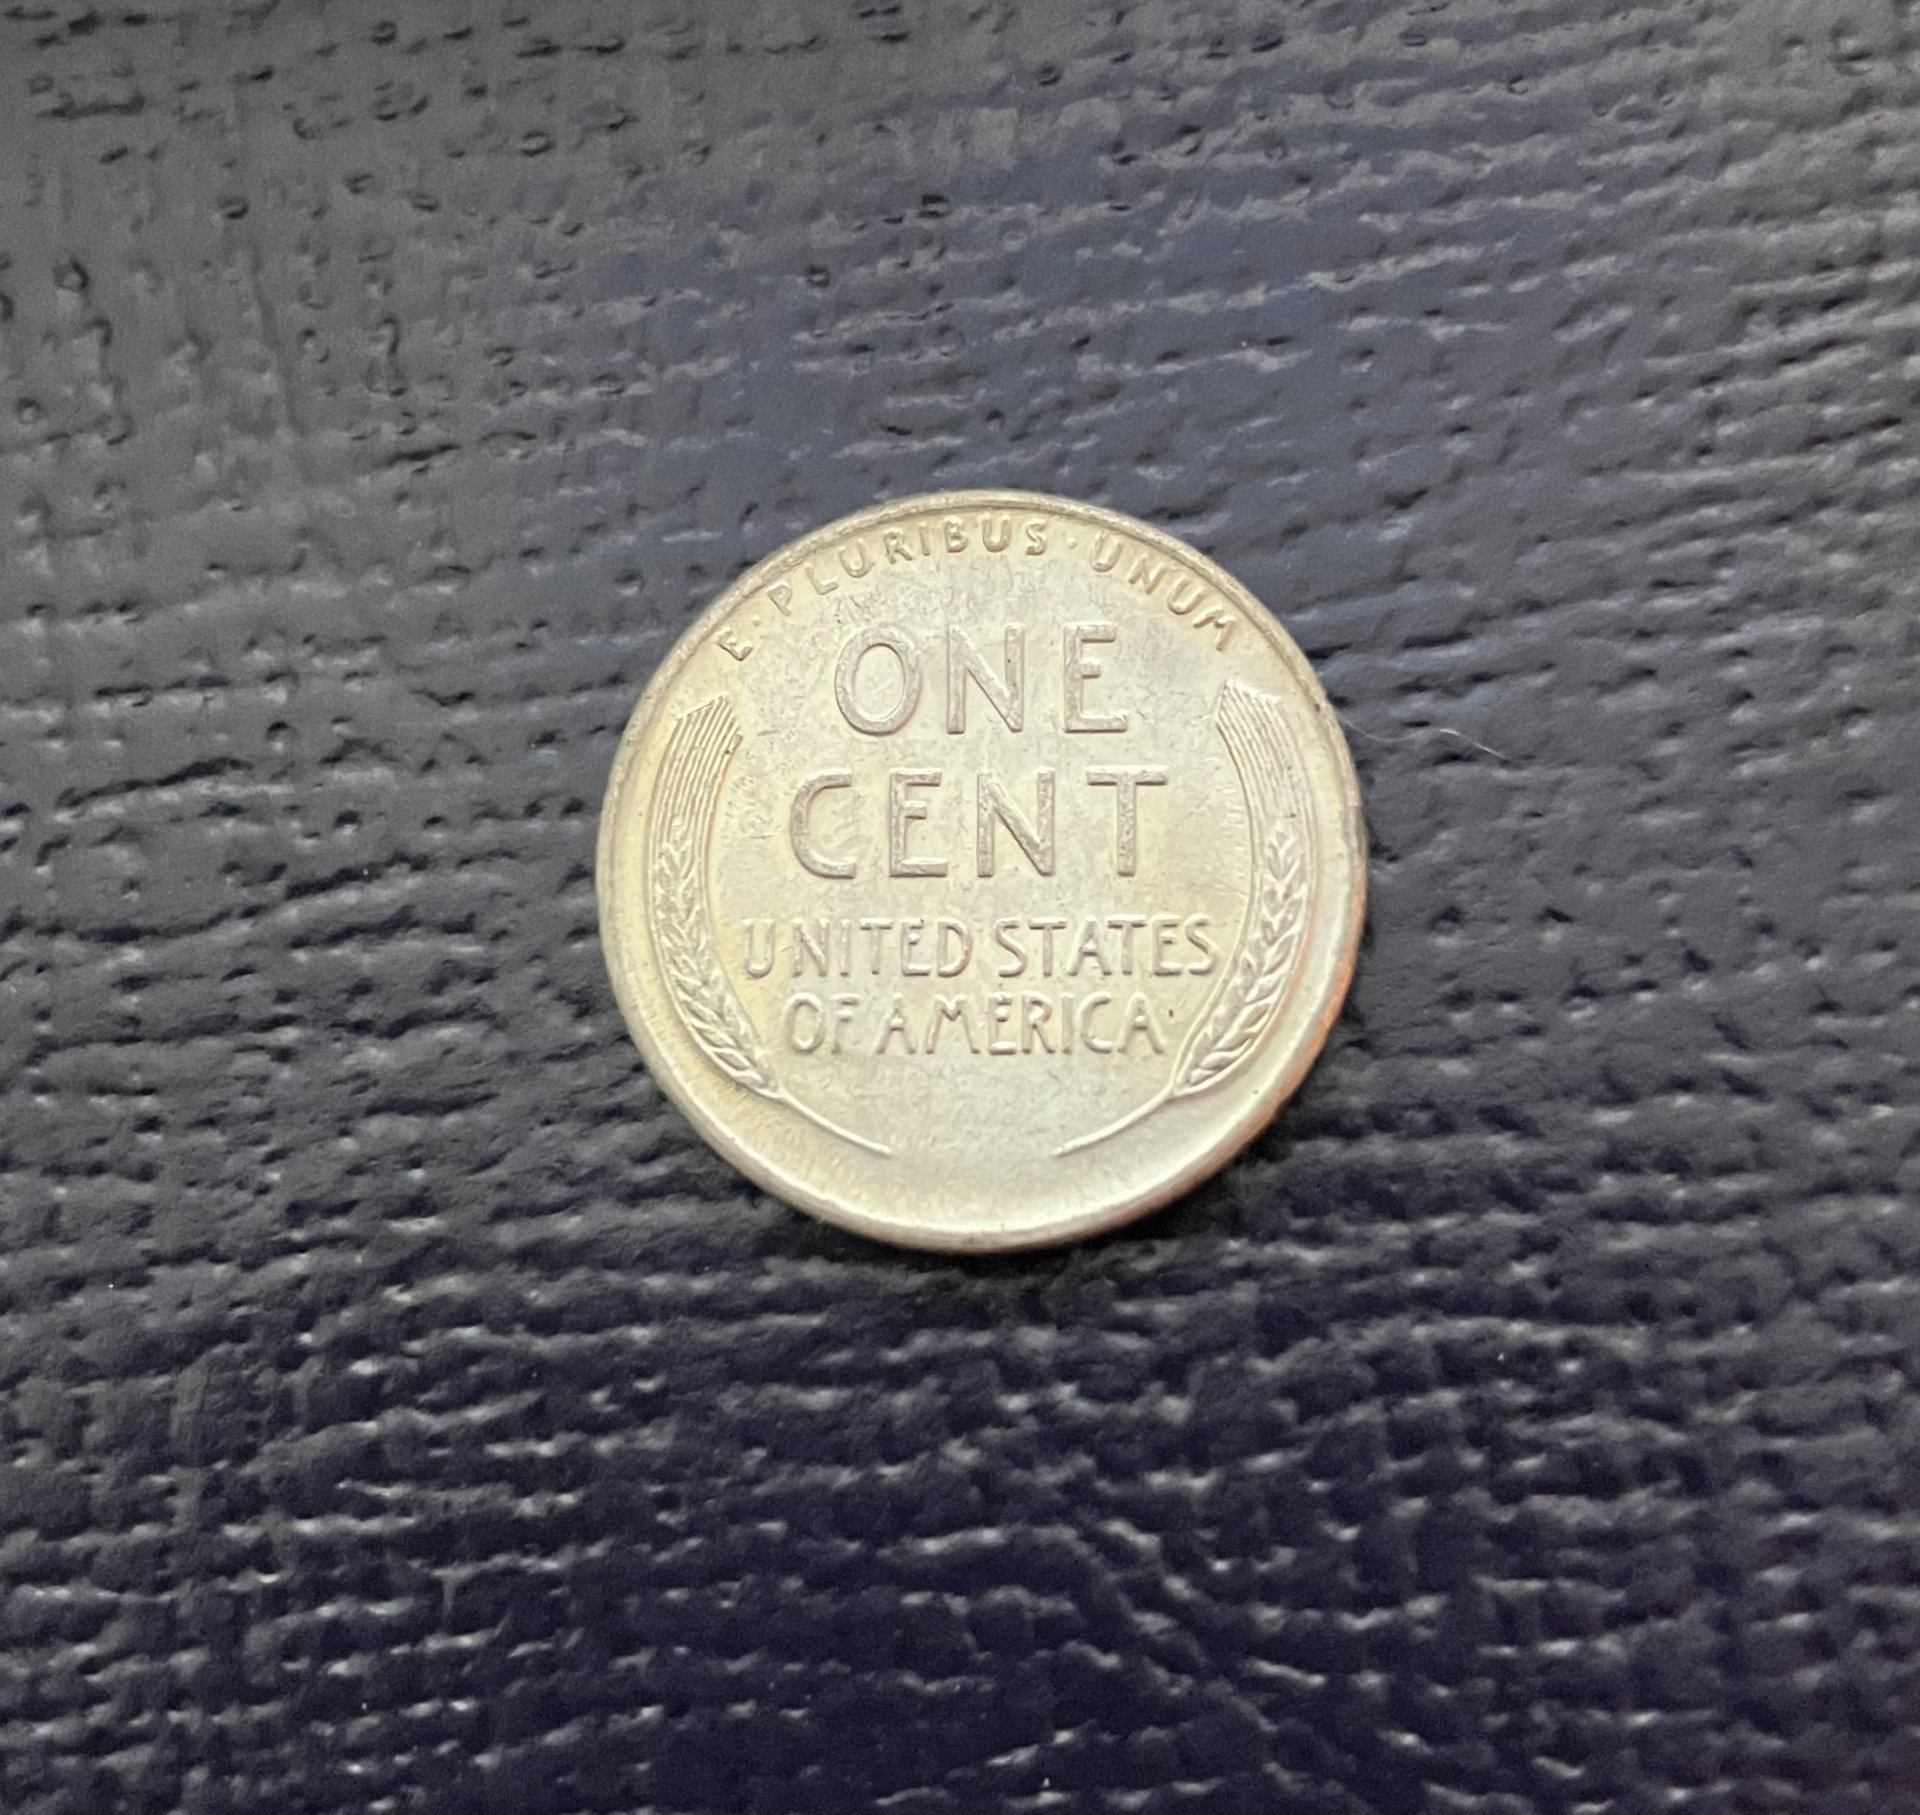 E·PLURIBUS·UNUM
ONE
CENT
UNITED STATES
OF AMERICA